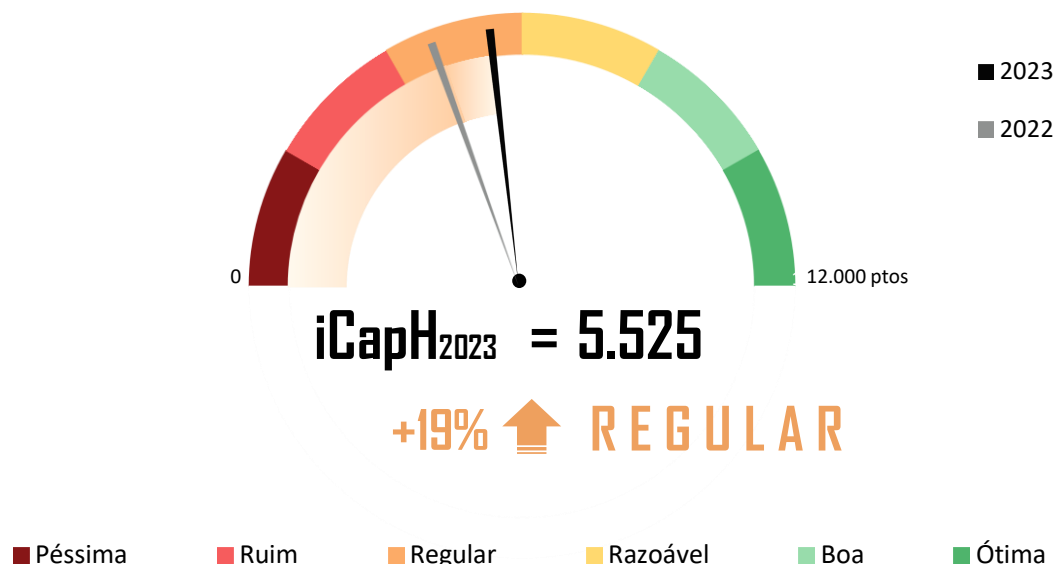 2023
2022
0
12.000 ptos
iCapH2023 = 5.525
+19% REGULAR
Péssima Ruim Regular Razoável Boa Ótima